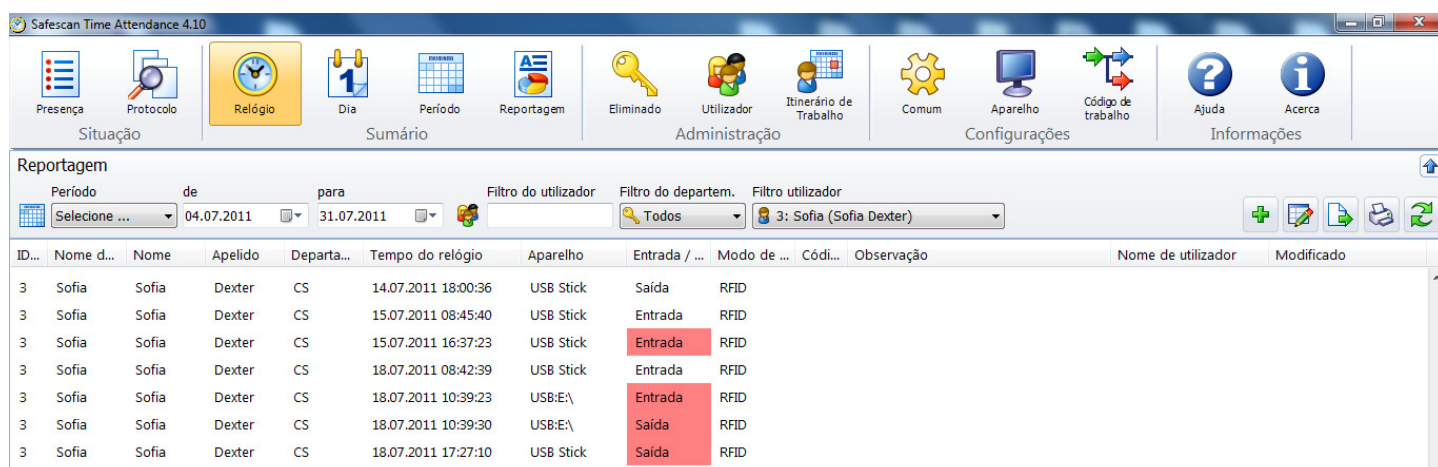 Safescan Time Attendance 4.10
Presença Protocolo Relógio Dia Período Reportagem Eliminado Utilizador Itinerário de Trabalho Comum Aparelho Código de trabalho Ajuda Acerca
Situação Sumário Administração Configurações Informações
Reportagem
Período de para Filtro do utilizador Filtro do departem. Filtro utilizador
Selecione ... 04.07.2011 31.07.2011 Todos 3: Sofia (Sofia Dexter)
ID... Nome d... Nome Apelido Departa... Tempo do relógio Aparelho Entrada / ... Modo de ... Códi... Observação Nome de utilizador Modificado
3 Sofia Sofia Dexter CS 14.07.2011 18:00:36 USB Stick Saída RFID
3 Sofia Sofia Dexter CS 15.07.2011 08:45:40 USB Stick Entrada RFID
3 Sofia Sofia Dexter CS 15.07.2011 16:37:23 USB Stick Entrada RFID
3 Sofia Sofia Dexter CS 18.07.2011 08:42:39 USB Stick Entrada RFID
3 Sofia Sofia Dexter CS 18.07.2011 10:39:23 USB:E:\ Entrada RFID
3 Sofia Sofia Dexter CS 18.07.2011 10:39:30 USB:E:\ Saída RFID
3 Sofia Sofia Dexter CS 18.07.2011 17:27:10 USB Stick Saída RFID